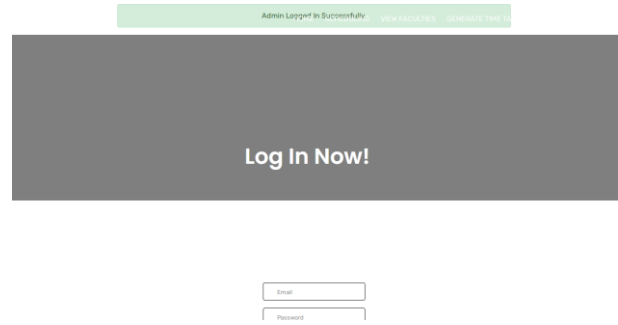 Admin Logged In Successfully
VIEW FACULTIES GENERATE TIME TA
Log In Now!
Email
Password